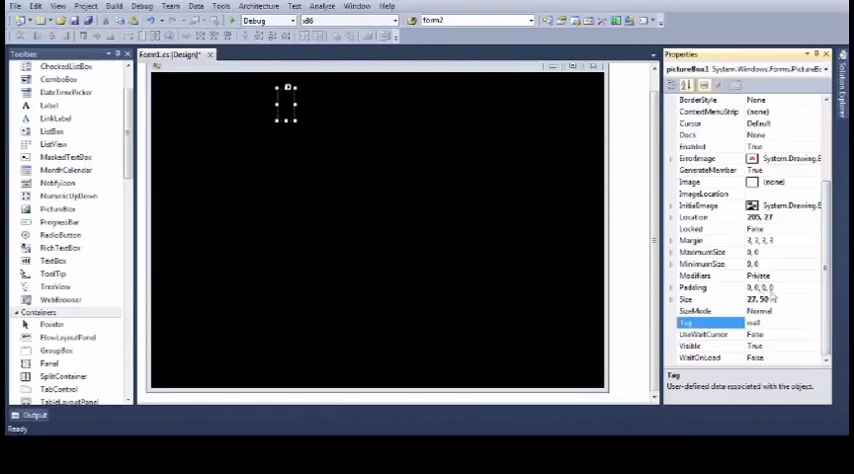 File Edit View Project Build Debug Team Data Tools Architecture Test Analyze Window Help
Debug x86 form2
Toolbox
CheckedListBox
ComboBox
DateTimePicker
Label
LinkLabel
ListBox
ListView
MaskedTextBox
MonthCalendar
NotifyIcon
NumericUpDown
PictureBox
ProgressBar
RadioButton
RichTextBox
TextBox
ToolTip
TreeView
WebBrowser
Containers
Pointer
FlowLayoutPanel
GroupBox
Panel
SplitContainer
TabControl
TableLayoutPanel
Form1.cs [Design]*
Properties
pictureBox1 System.Windows.Forms.PictureBox
BorderStyle None
ContextMenuStrip (none)
Cursor Default
Dock None
Enabled True
ErrorImage System.Drawing.B
GenerateMember True
Image (none)
ImageLocation
InitialImage System.Drawing.B
Location 205, 27
Locked False
Margin 3, 3, 3, 3
MaximumSize 0, 0
MinimumSize 0, 0
Modifiers Private
Padding 0, 0, 0, 0
Size 27, 50
SizeMode Normal
Tag wall
UseWaitCursor False
Visible True
WaitOnLoad False
Tag
User-defined data associated with the object.
Solution Explorer
Output
Ready